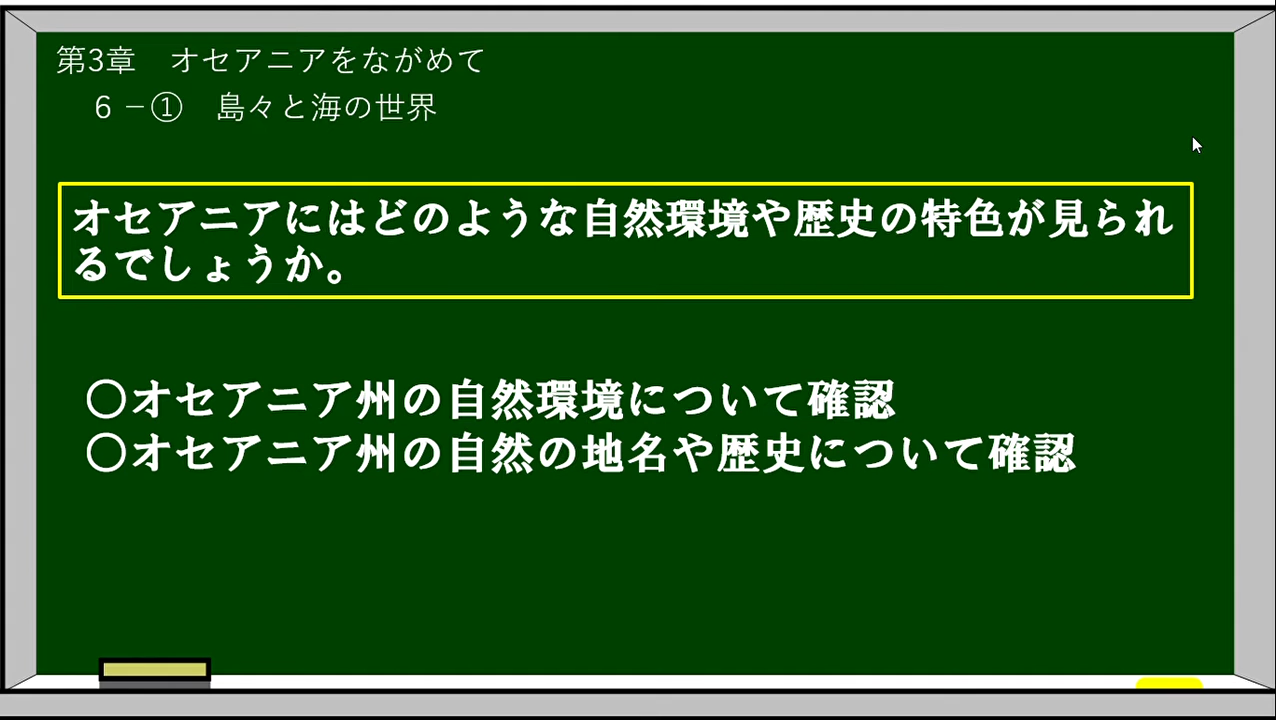 第3章　オセアニアをながめて
６－①　島々と海の世界
オセアニアにはどのような自然環境や歴史の特色が見られ
るでしょうか。
〇オセアニア州の自然環境について確認
〇オセアニア州の自然の地名や歴史について確認